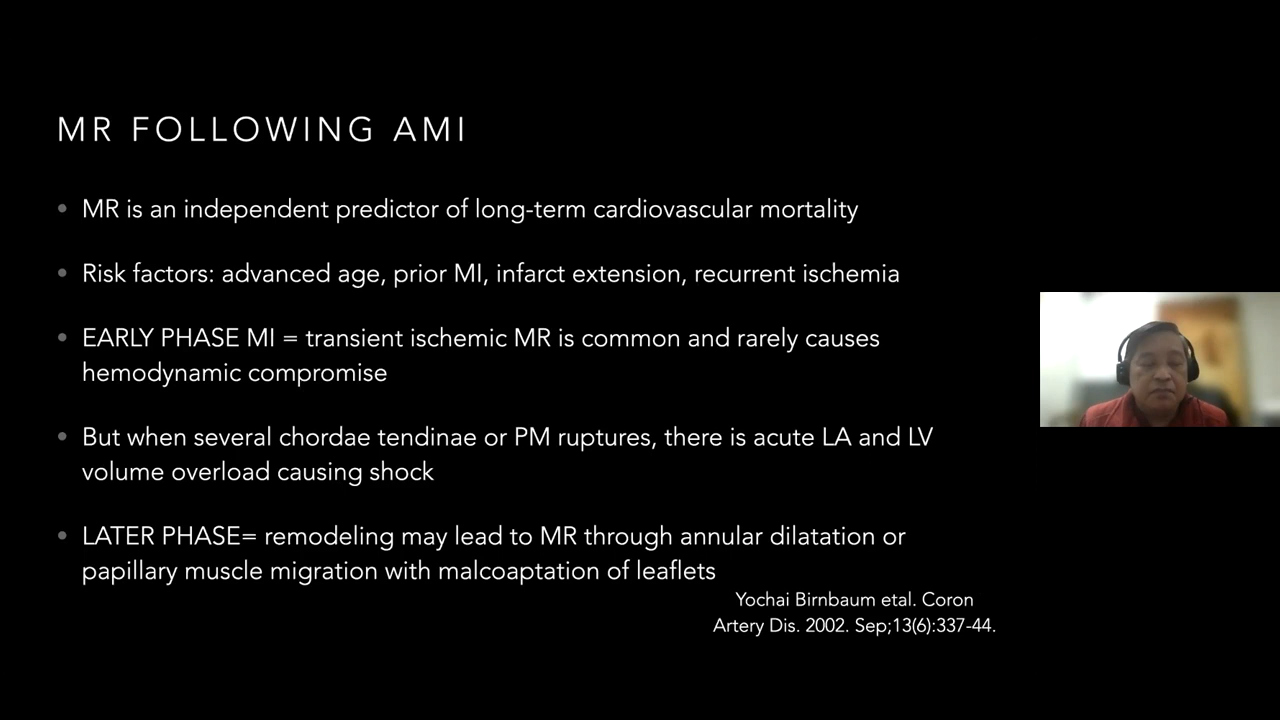 MR FOLLOWING AMI
• MR is an independent predictor of long-term cardiovascular mortality
• Risk factors: advanced age, prior MI, infarct extension, recurrent ischemia
• EARLY PHASE MI = transient ischemic MR is common and rarely causes
hemodynamic compromise
• But when several chordae tendinae or PM ruptures, there is acute LA and LV
volume overload causing shock
• LATER PHASE= remodeling may lead to MR through annular dilatation or
papillary muscle migration with malcoaptation of leaflets
Yochai Birnbaum etal. Coron
Artery Dis. 2002. Sep;13(6):337-44.